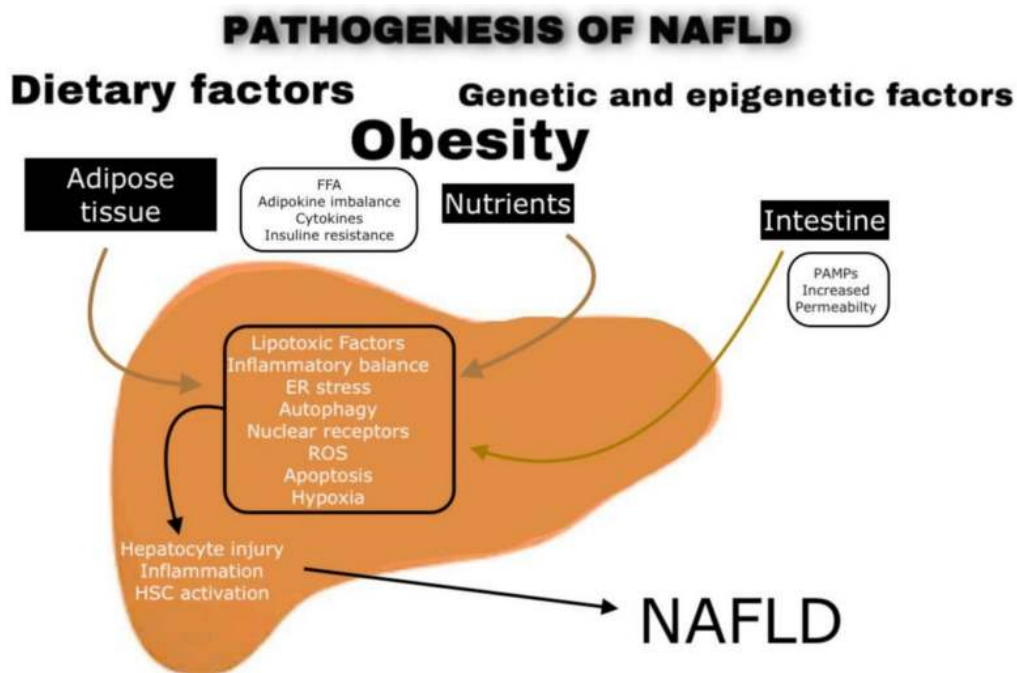 PATHOGENESIS OF NAFLD
Dietary factors
Genetic and epigenetic factors
Obesity
Adipose
tissue
FFA
Adipokine imbalance
Cytokines
Insuline resistance
Nutrients
Intestine
PAMPs
Increased
Permeabilty
Lipotoxic Factors
Inflammatory balance
ER stress
Autophagy
Nuclear receptors
ROS
Apoptosis
Hypoxia
Hepatocyte injury
Inflammation
HSC activation
NAFLD